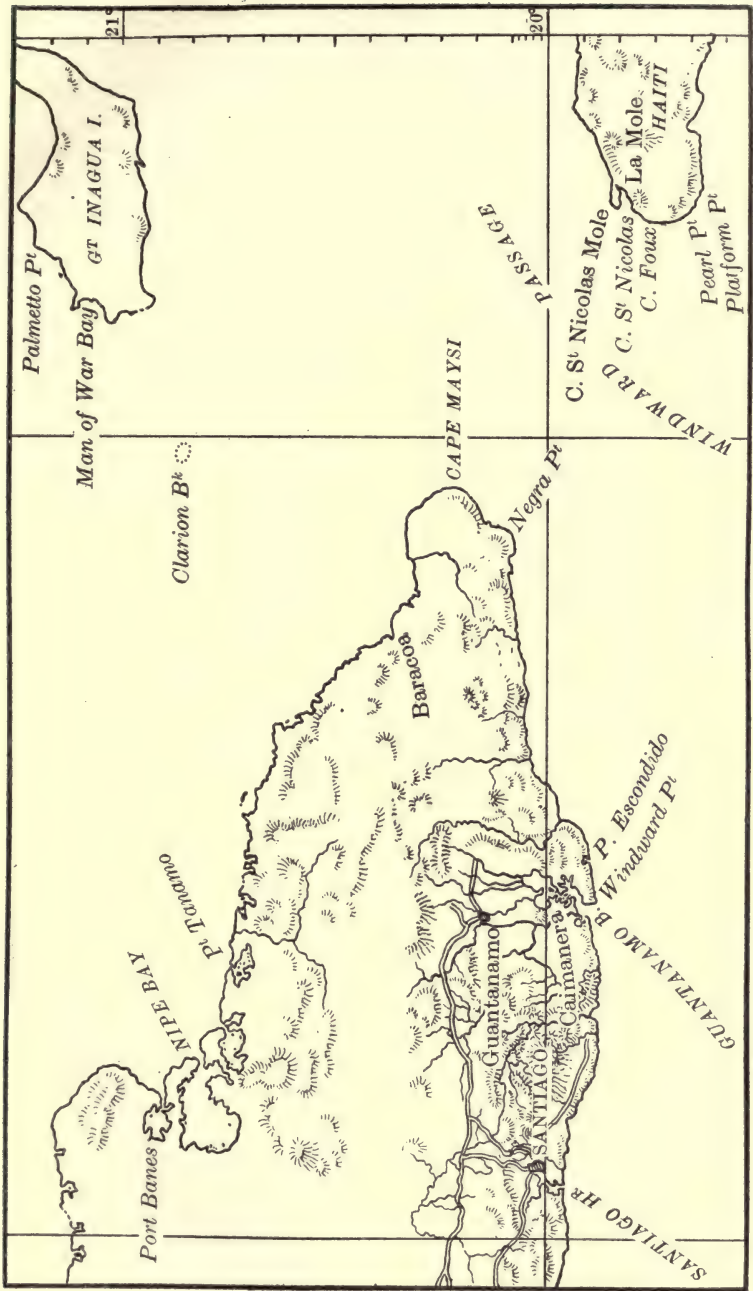 21°
20°
Palmetto Pt
GT INAGUA I.
Man of War Bay
Clarion Bk
WINDWARD PASSAGE
C. St Nicolas Mole
La Mole
HAITI
C. St Nicolas
C. Foux
Pearl Pt
Platform Pt
CAPE MAYSI
Negra Pt
Baracoa
Pt Tanamo
NIPE BAY
Port Banes
Guantanamo
Caimanera
P. Escondido
Windward Pt
GUANTANAMO B.
SANTIAGO
SANTIAGO HR